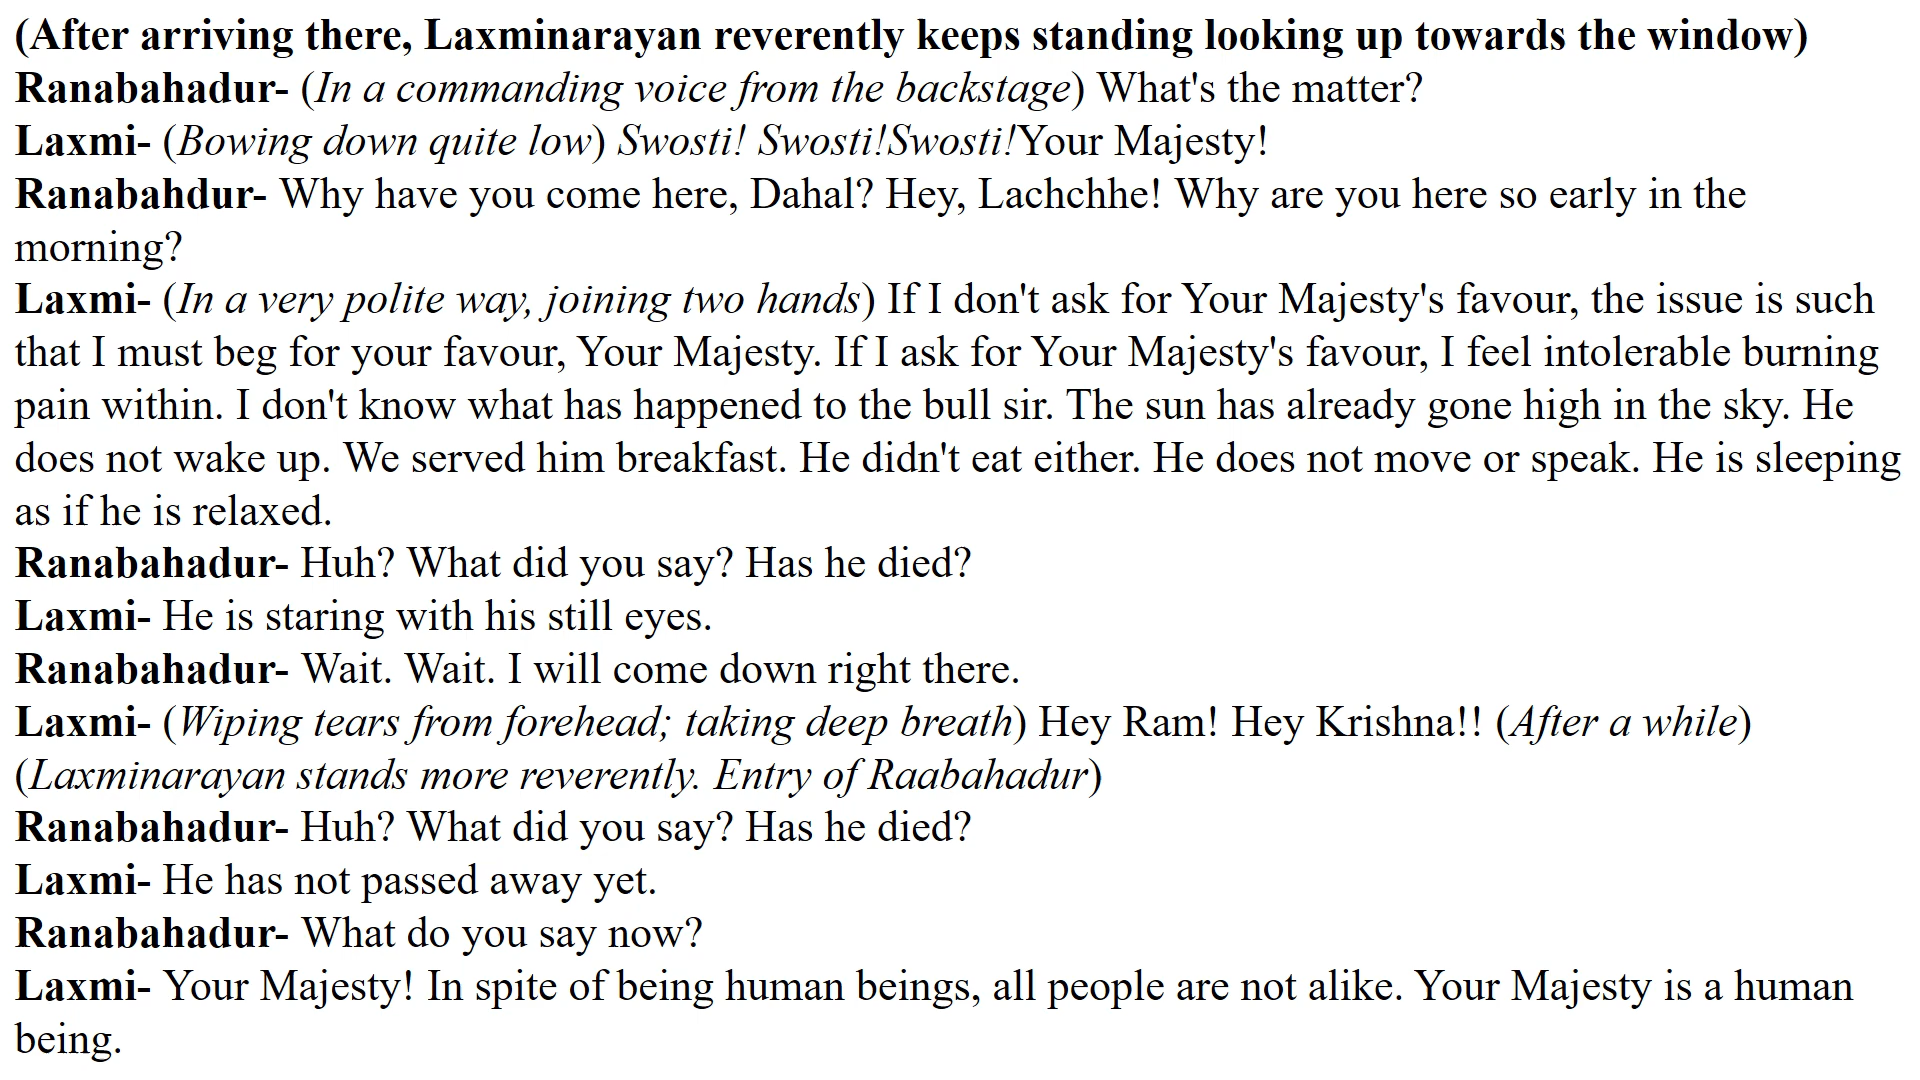 (After arriving there, Laxminarayan reverently keeps standing looking up towards the window)
Ranabahadur- (In a commanding voice from the backstage) What's the matter?
Laxmi- (Bowing down quite low) Swosti! Swosti!Swosti!Your Majesty!
Ranabahdur- Why have you come here, Dahal? Hey, Lachchhe! Why are you here so early in the
morning?
Laxmi- (In a very polite way, joining two hands) If I don't ask for Your Majesty's favour, the issue is such
that I must beg for your favour, Your Majesty. If I ask for Your Majesty's favour, I feel intolerable burning
pain within. I don't know what has happened to the bull sir. The sun has already gone high in the sky. He
does not wake up. We served him breakfast. He didn't eat either. He does not move or speak. He is sleeping
as if he is relaxed.
Ranabahadur- Huh? What did you say? Has he died?
Laxmi- He is staring with his still eyes.
Ranabahadur- Wait. Wait. I will come down right there.
Laxmi- (Wiping tears from forehead; taking deep breath) Hey Ram! Hey Krishna!! (After a while)
(Laxminarayan stands more reverently. Entry of Raabahadur)
Ranabahadur- Huh? What did you say? Has he died?
Laxmi- He has not passed away yet.
Ranabahadur- What do you say now?
Laxmi- Your Majesty! In spite of being human beings, all people are not alike. Your Majesty is a human
being.